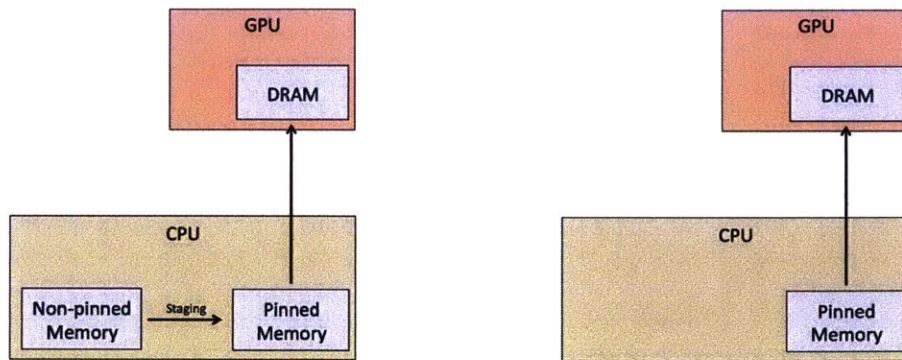 GPU
DRAM
CPU
Non-pinned
Memory
Staging
Pinned
Memory
GPU
DRAM
CPU
Pinned
Memory